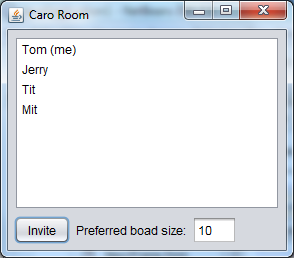 Caro Room
Tom (me)
Jerry
Tit
Mit
Invite Preferred boad size: 10